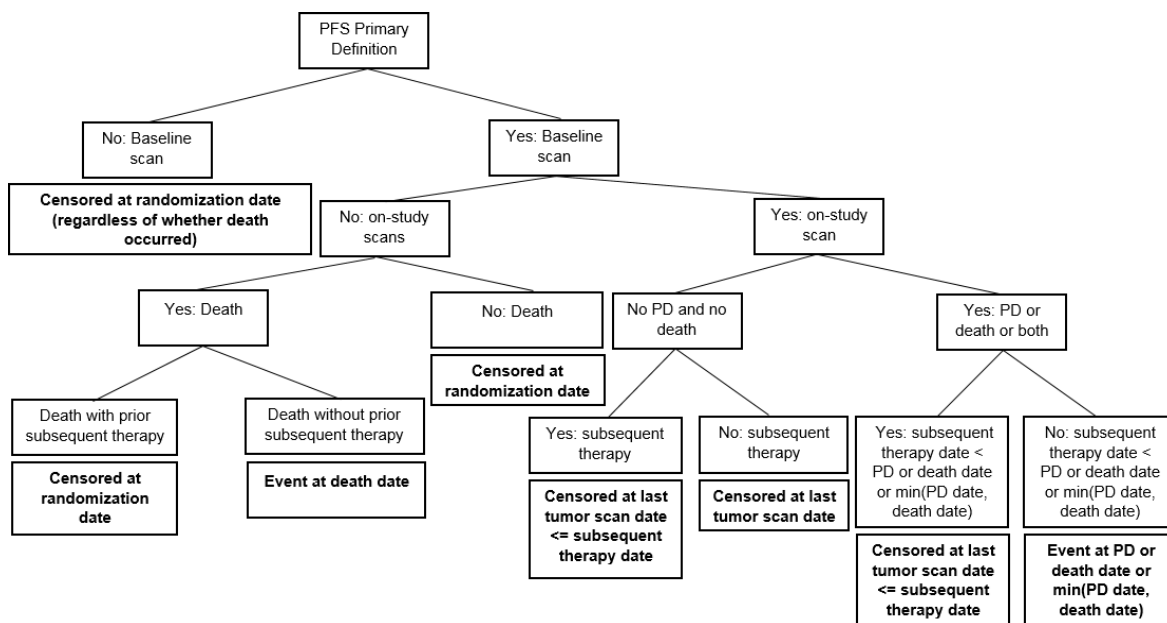 PFS Primary
Definition
No: Baseline
scan
Censored at randomization date
(regardless of whether death
occurred)
Yes: Baseline
scan
No: on-study
scans
Yes: on-study
scan
Yes: Death
No: Death
Censored at
randomization date
No PD and no
death
Yes: PD or
death or both
Death with prior
subsequent therapy
Censored at
randomization
date
Death without prior
subsequent therapy
Event at death date
Yes: subsequent
therapy
Censored at last
tumor scan date
<= subsequent
therapy date
No: subsequent
therapy
Censored at last
tumor scan date
Yes: subsequent
therapy date <
PD or death date
or min(PD date,
death date)
Censored at last
tumor scan date
<= subsequent
therapy date
No: subsequent
therapy date <
PD or death date
or min(PD date,
death date)
Event at PD or
death date or
min(PD date,
death date)